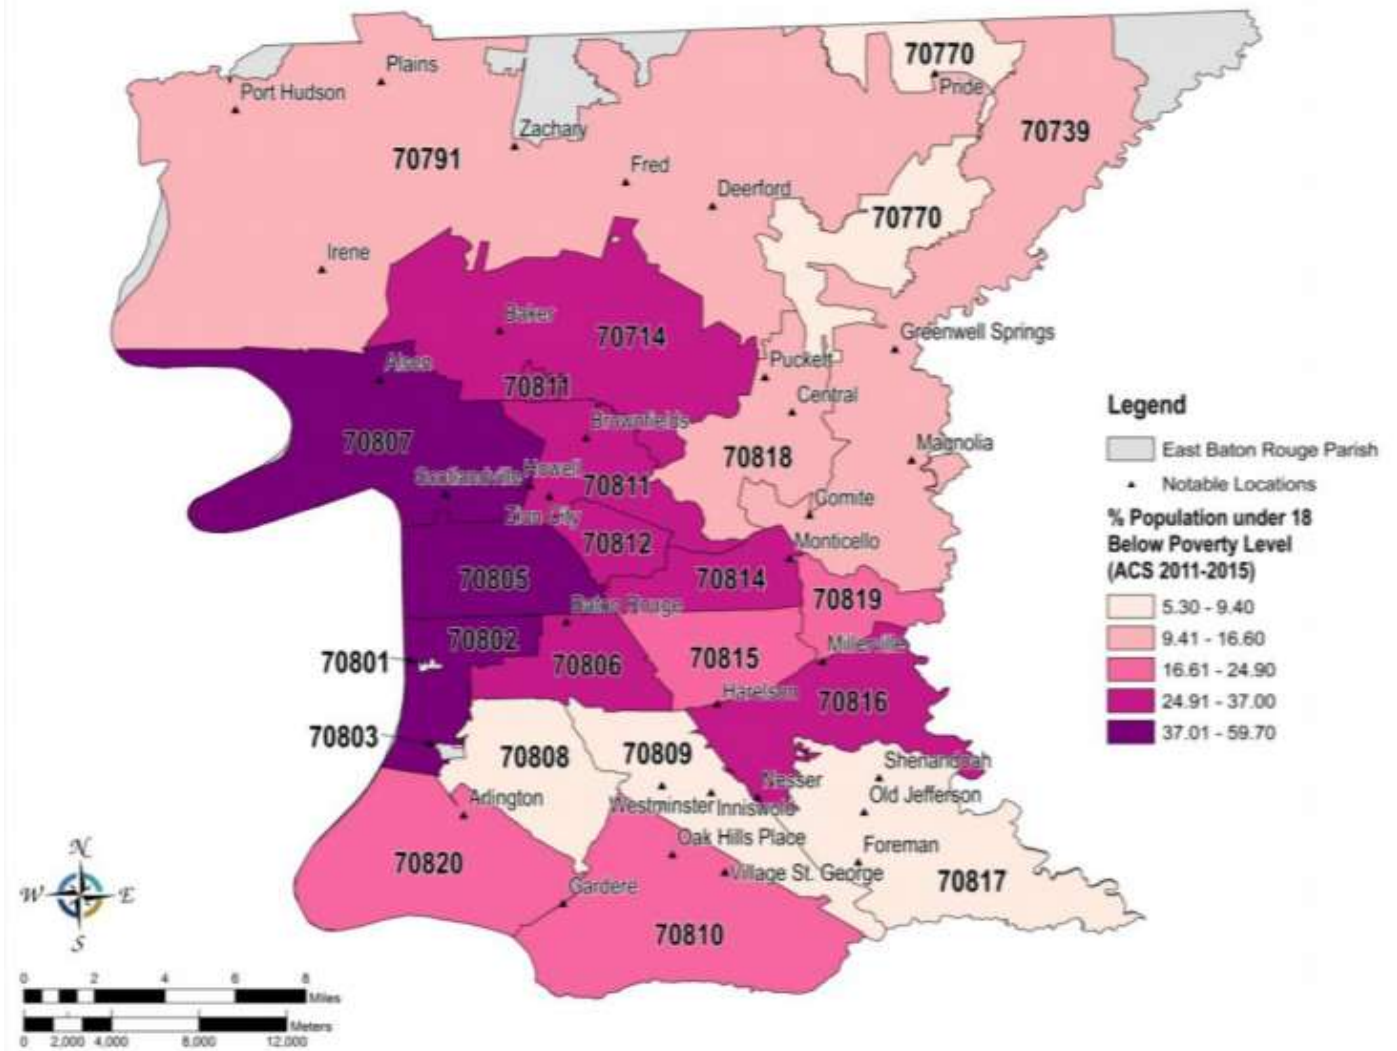 70770
Plains
Pride
Port Hudson
Zachary
70739
70791
Fred
Deerford
70770
Irene
Baker
70714
Greenwell Springs
Alsen
Puckett
70811
Central
Brownfields
70807
Magnolia
70818
Scotlandville
Howell
70811
Comite
Zion City
70812
Monticello
70805
70814
70819
Baton Rouge
70802
Millerville
70801
70806
70815
Harelson
70816
70803
70808
70809
Shenandoah
Nesser
Old Jefferson
Arlington
Westminster
Inniswold
Oak Hills Place
Foreman
70820
Village St. George
70817
Gardere
70810
Legend
East Baton Rouge Parish
Notable Locations
% Population under 18
Below Poverty Level
(ACS 2011-2015)
5.30 - 9.40
9.41 - 16.60
16.61 - 24.90
24.91 - 37.00
37.01 - 59.70
N
W E
S
0 2 4 6 8
Miles
Meters
0 2,000 4,000 8,000 12,000